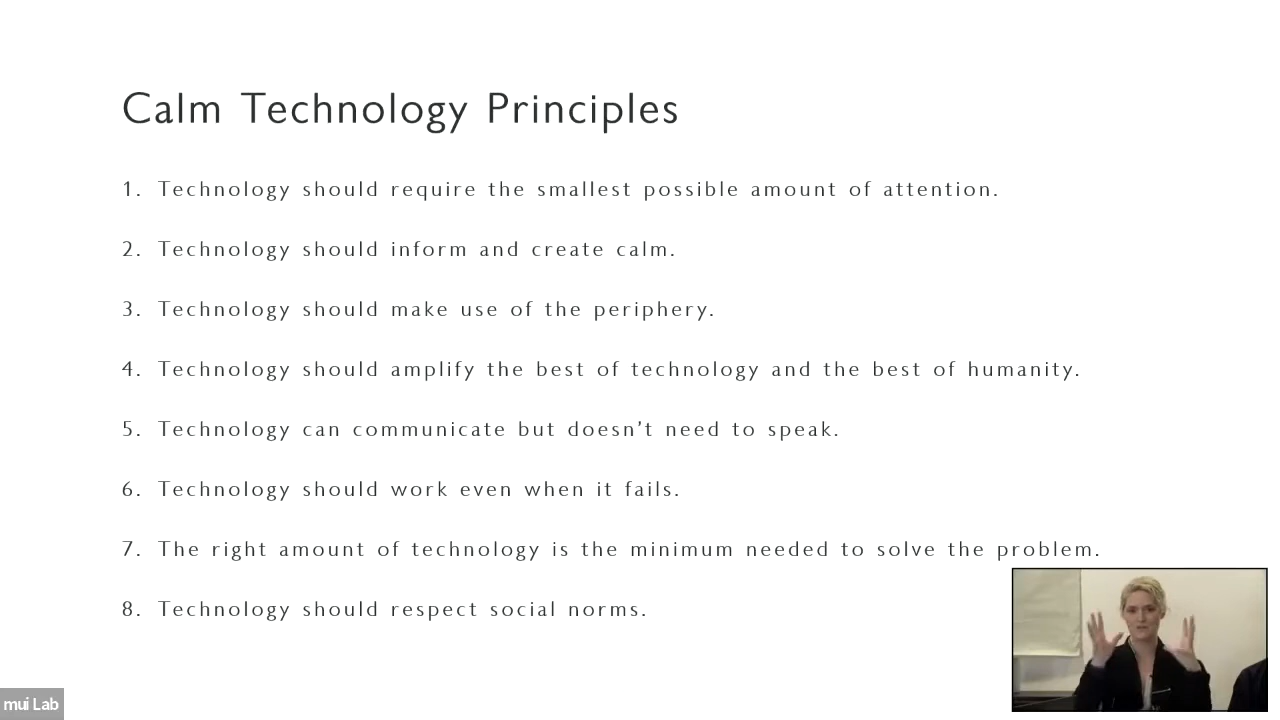 Calm Technology Principles
1. Technology should require the smallest possible amount of attention.
2. Technology should inform and create calm.
3. Technology should make use of the periphery.
4. Technology should amplify the best of technology and the best of humanity.
5. Technology can communicate but doesn’t need to speak.
6. Technology should work even when it fails.
7. The right amount of technology is the minimum needed to solve the problem.
8. Technology should respect social norms.
mui Lab